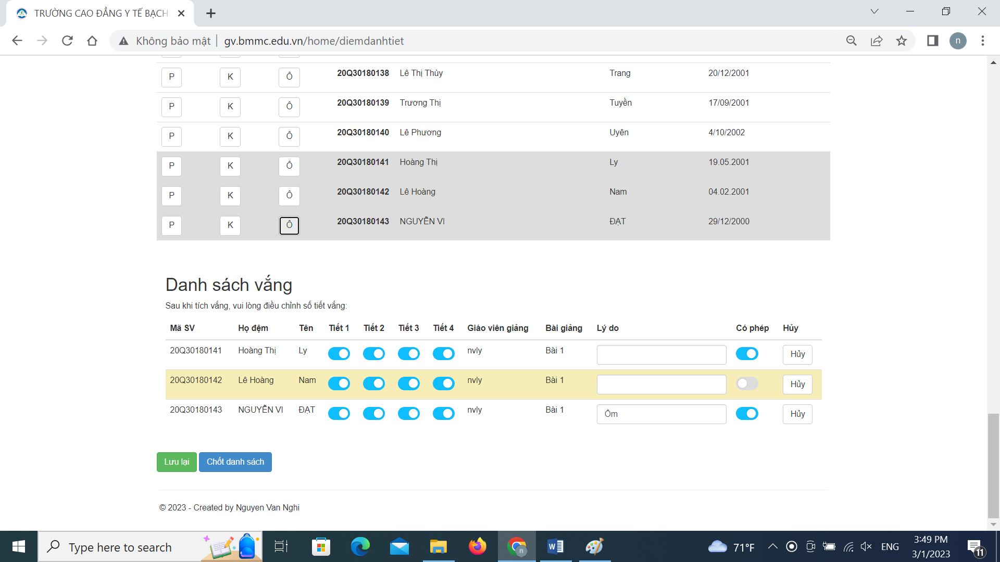 TRƯỜNG CAO ĐẲNG Y TẾ BẠCH
Không bảo mật gv.bmmc.edu.vn/home/diemdanhtiet n
P K Ô 20Q30180138 Lê Thị Thùy Trang 20/12/2001
P K Ô 20Q30180139 Trương Thị Tuyền 17/09/2001
P K Ô 20Q30180140 Lê Phương Uyên 4/10/2002
P K Ô 20Q30180141 Hoàng Thị Ly 19.05.2001
P K Ô 20Q30180142 Lê Hoàng Nam 04.02.2001
P K Ô 20Q30180143 NGUYỄN VI ĐẠT 29/12/2000
Danh sách vắng
Sau khi tích vắng, vui lòng điều chỉnh số tiết vắng:
Mã SV Họ đệm Tên Tiết 1 Tiết 2 Tiết 3 Tiết 4 Giáo viên giảng Bài giảng Lý do Có phép Hủy
20Q30180141 Hoàng Thị Ly nvly Bài 1 Hủy
20Q30180142 Lê Hoàng Nam nvly Bài 1 Hủy
20Q30180143 NGUYỄN VI ĐẠT nvly Bài 1 Ôm Hủy
Lưu lại Chốt danh sách
© 2023 - Created by Nguyen Van Nghi
Type here to search 71°F ENG 3:49 PM
3/1/2023 11